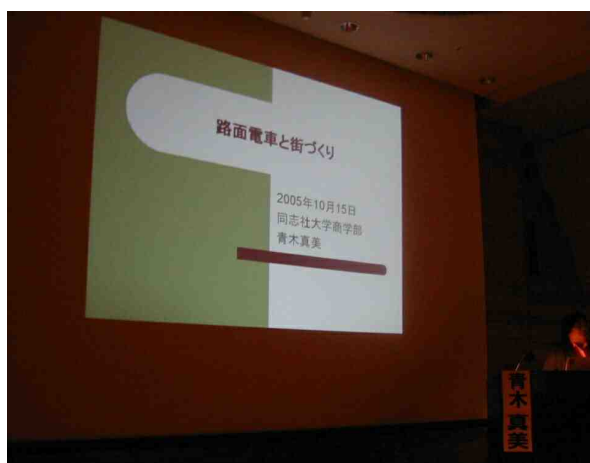 路面電車と街づくり
2005年10月15日
同志社大学商学部
青木真美
青木真美